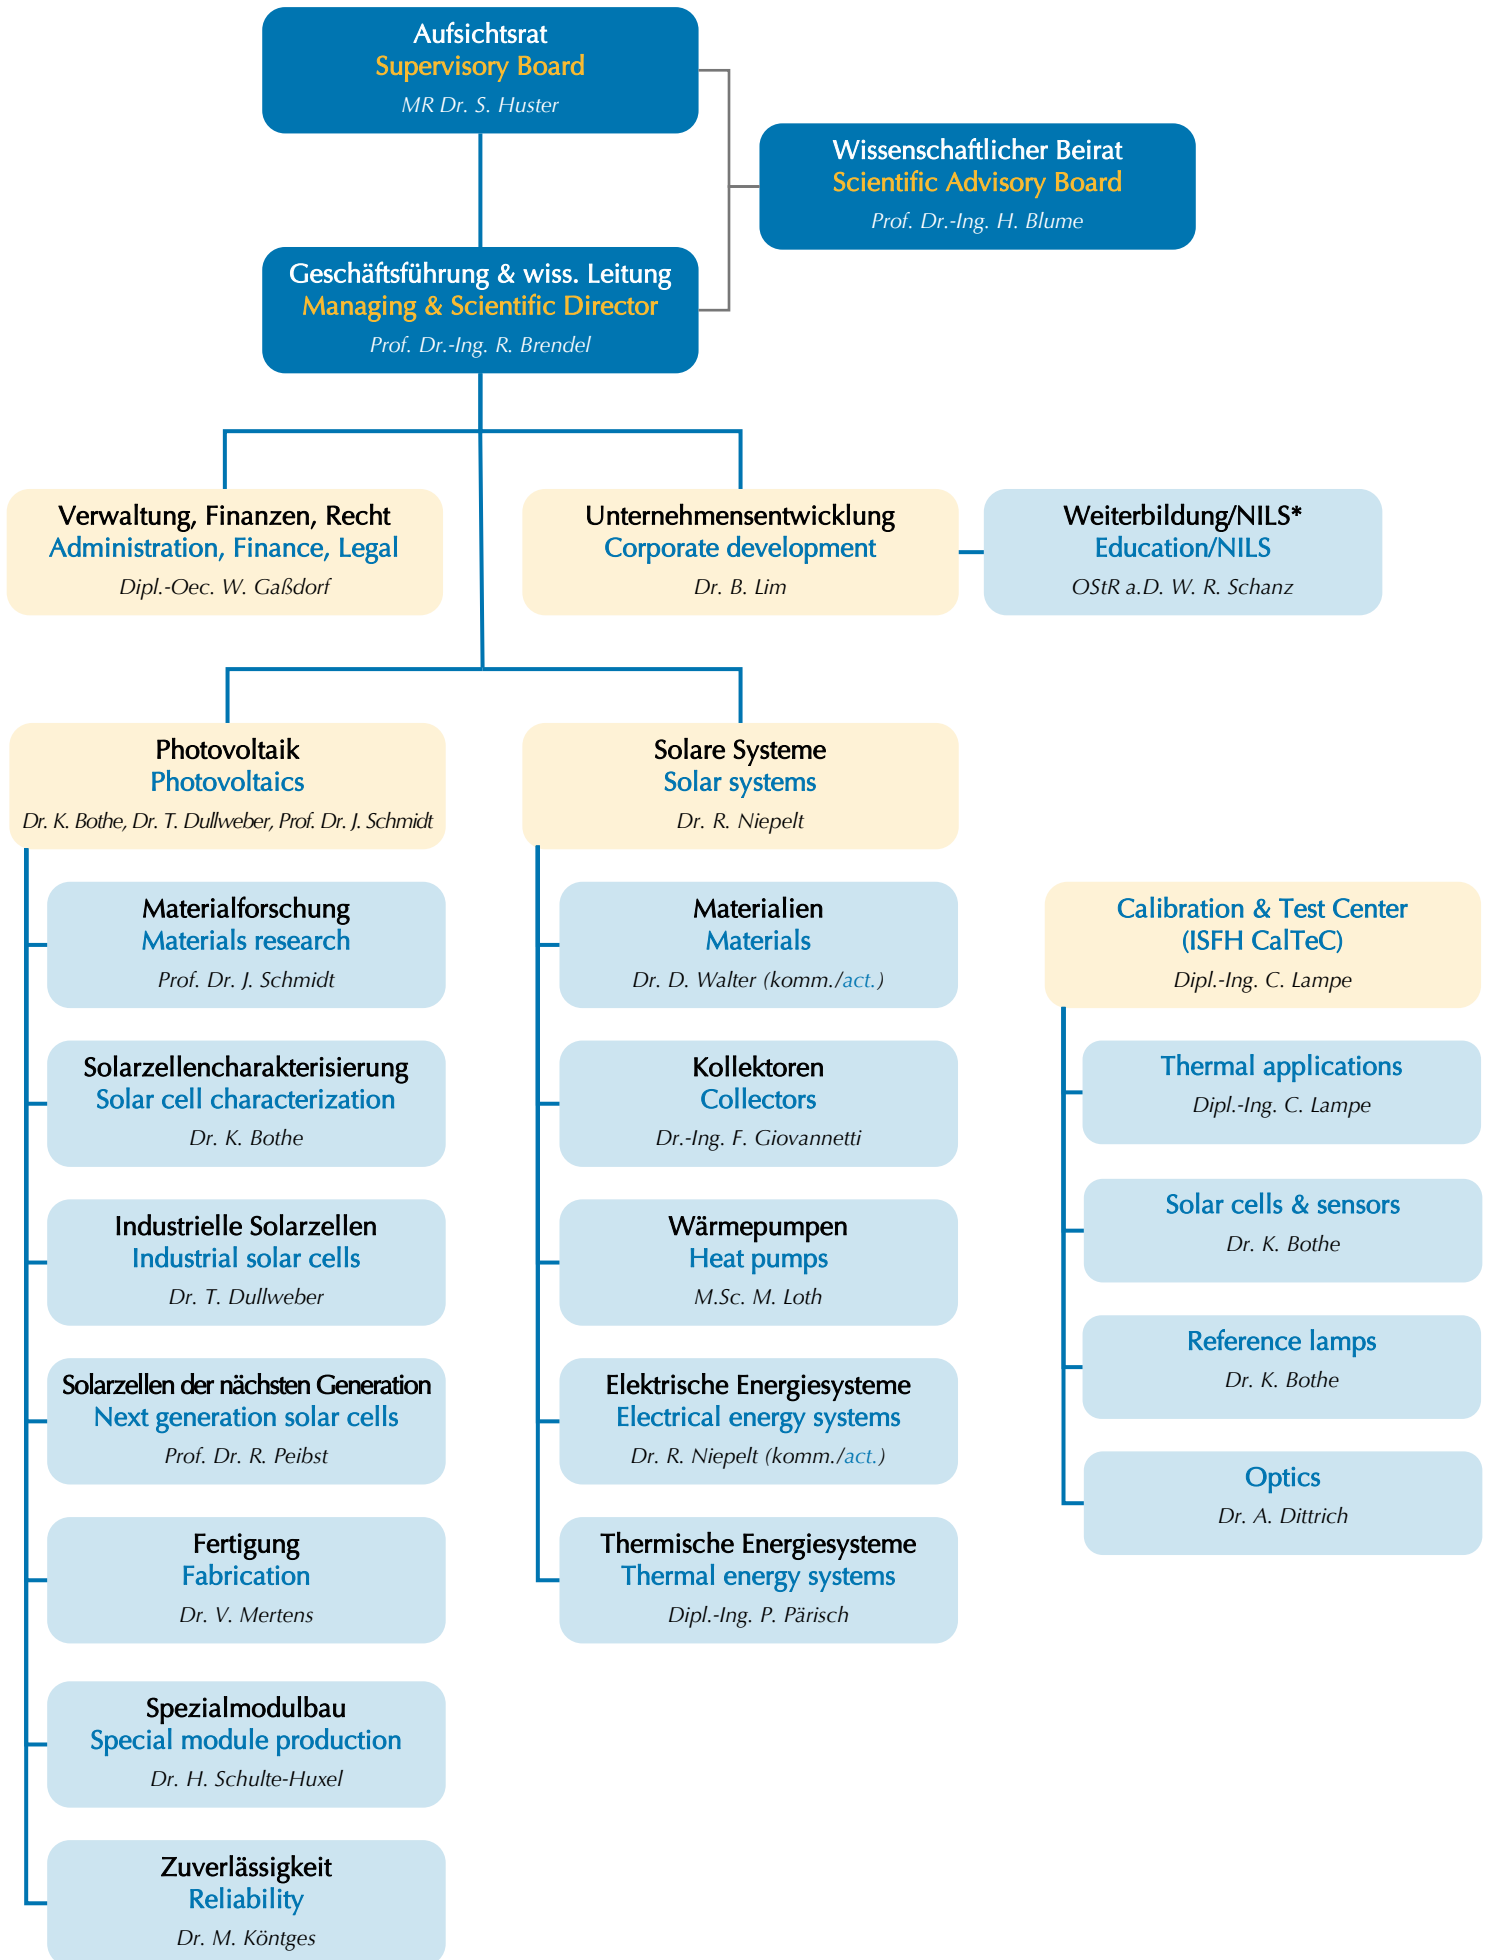 Aufsichtsrat
Supervisory Board
MR Dr. S. Huster
Wissenschaftlicher Beirat
Scientific Advisory Board
Prof. Dr.-Ing. H. Blume
Geschäftsführung & wiss. Leitung
Managing & Scientific Director
Prof. Dr.-Ing. R. Brendel
Verwaltung, Finanzen, Recht
Administration, Finance, Legal
Dipl.-Oec. W. Gaßdorf
Unternehmensentwicklung
Corporate development
Dr. B. Lim
Weiterbildung/NILS*
Education/NILS
OStR a.D. W. R. Schanz
Photovoltaik
Photovoltaics
Dr. K. Bothe, Dr. T. Dullweber, Prof. Dr. J. Schmidt
Materialforschung
Materials research
Prof. Dr. J. Schmidt
Solarzellencharakterisierung
Solar cell characterization
Dr. K. Bothe
Industrielle Solarzellen
Industrial solar cells
Dr. T. Dullweber
Solarzellen der nächsten Generation
Next generation solar cells
Prof. Dr. R. Peibst
Fertigung
Fabrication
Dr. V. Mertens
Spezialmodulbau
Special module production
Dr. H. Schulte-Huxel
Zuverlässigkeit
Reliability
Dr. M. Köntges
Solare Systeme
Solar systems
Dr. R. Niepelt
Materialien
Materials
Dr. D. Walter (komm./act.)
Kollektoren
Collectors
Dr.-Ing. F. Giovannetti
Wärmepumpen
Heat pumps
M.Sc. M. Loth
Elektrische Energiesysteme
Electrical energy systems
Dr. R. Niepelt (komm./act.)
Thermische Energiesysteme
Thermal energy systems
Dipl.-Ing. P. Pärisch
Calibration & Test Center
(ISFH CalTeC)
Dipl.-Ing. C. Lampe
Thermal applications
Dipl.-Ing. C. Lampe
Solar cells & sensors
Dr. K. Bothe
Reference lamps
Dr. K. Bothe
Optics
Dr. A. Dittrich